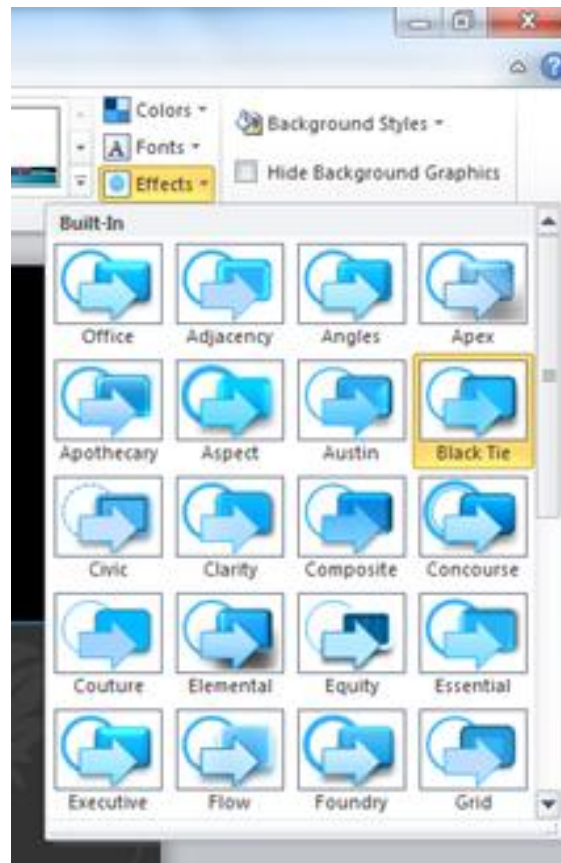 Colors
Background Styles
A Fonts
Effects
Hide Background Graphics
Built-In
Office Adjacency Angles Apex
Apothecary Aspect Austin Black Tie
Civic Clarity Composite Concourse
Couture Elemental Equity Essential
Executive Flow Foundry Grid